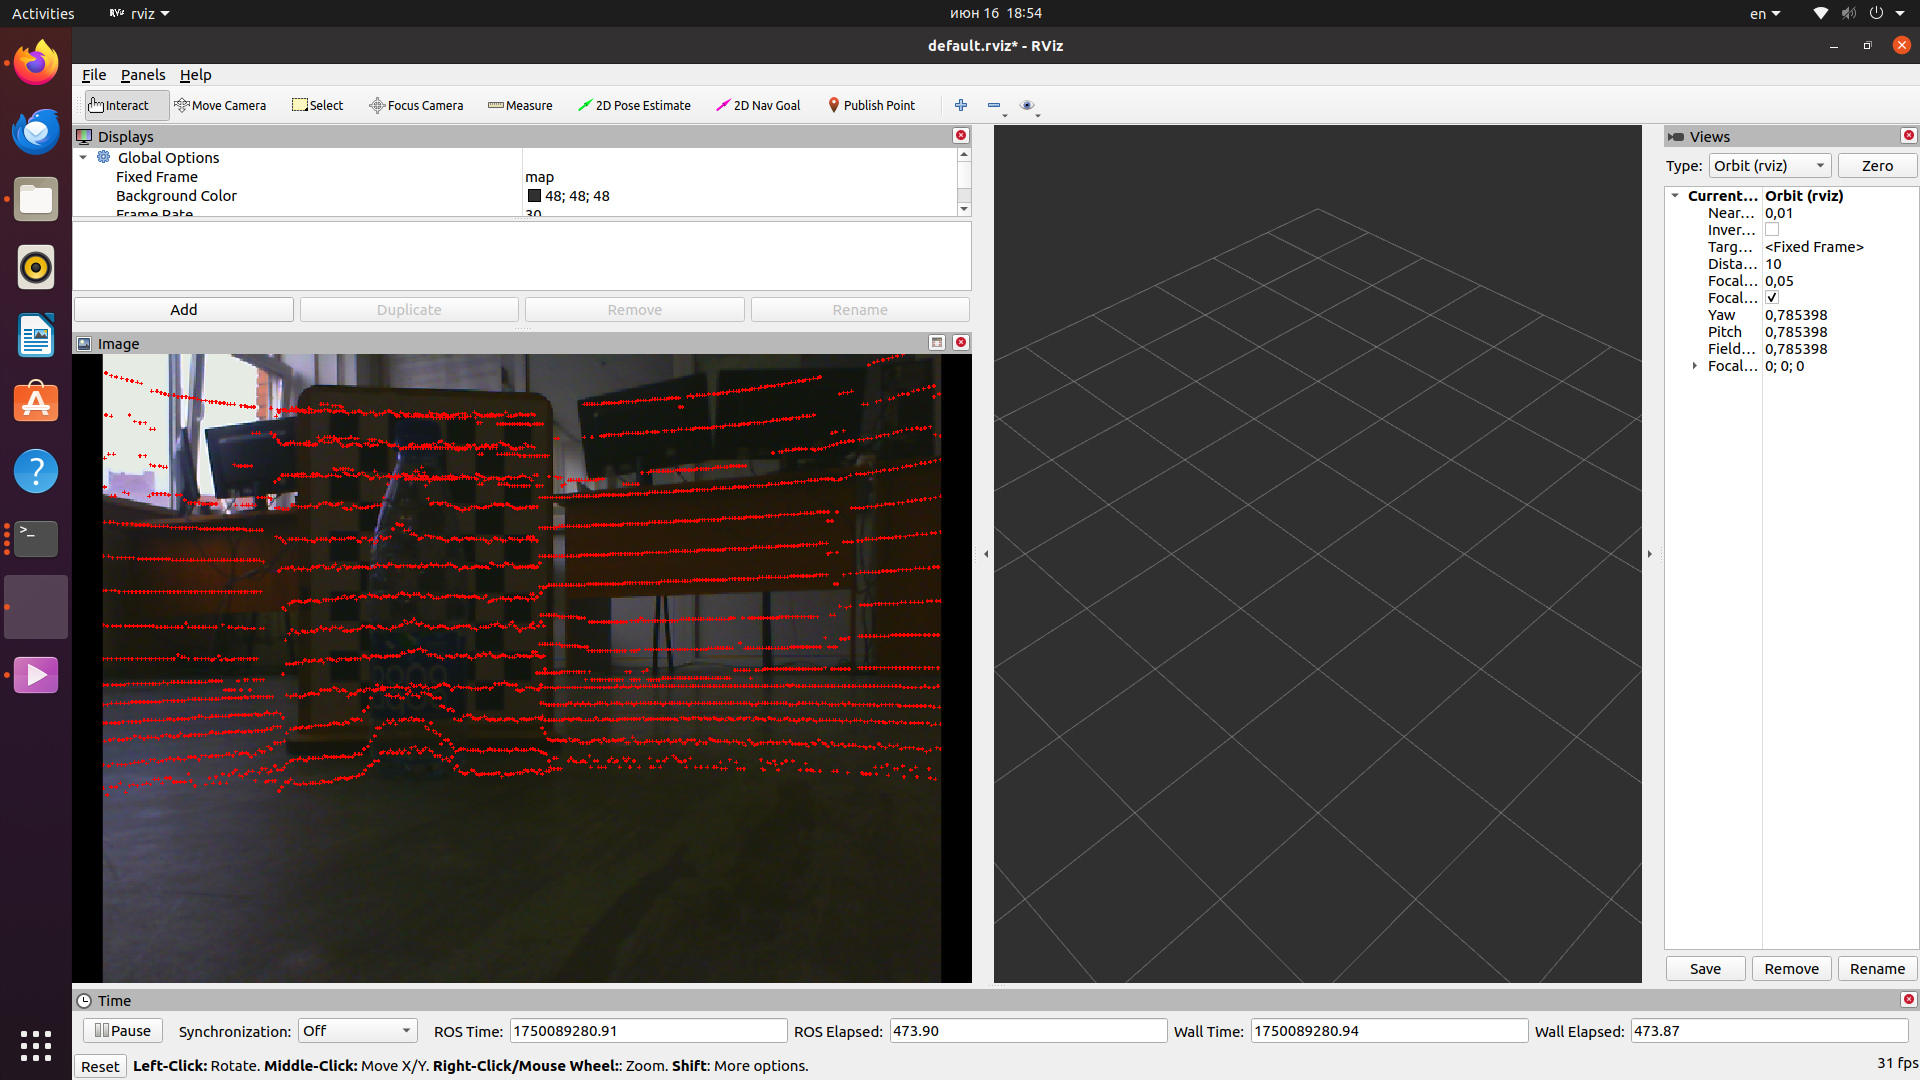 Activities
rviz
июн 16 18:54
en
default.rviz* - RViz
File Panels Help
Interact
Move Camera
Select
Focus Camera
Measure
2D Pose Estimate
2D Nav Goal
Publish Point
Displays
Global Options
Fixed Frame map
Background Color 48; 48; 48
Frame Rate 30
Add Duplicate Remove Rename
Image
Views
Type: Orbit (rviz) Zero
Current... Orbit (rviz)
Near... 0,01
Inver...
Targ... <Fixed Frame>
Dista... 10
Focal... 0,05
Focal...
Yaw 0,785398
Pitch 0,785398
Field... 0,785398
Focal... 0; 0; 0
Save Remove Rename
Time
Pause Synchronization: Off ROS Time: 1750089280.91 ROS Elapsed: 473.90 Wall Time: 1750089280.94 Wall Elapsed: 473.87
Reset Left-Click: Rotate. Middle-Click: Move X/Y. Right-Click/Mouse Wheel:: Zoom. Shift: More options. 31 fps